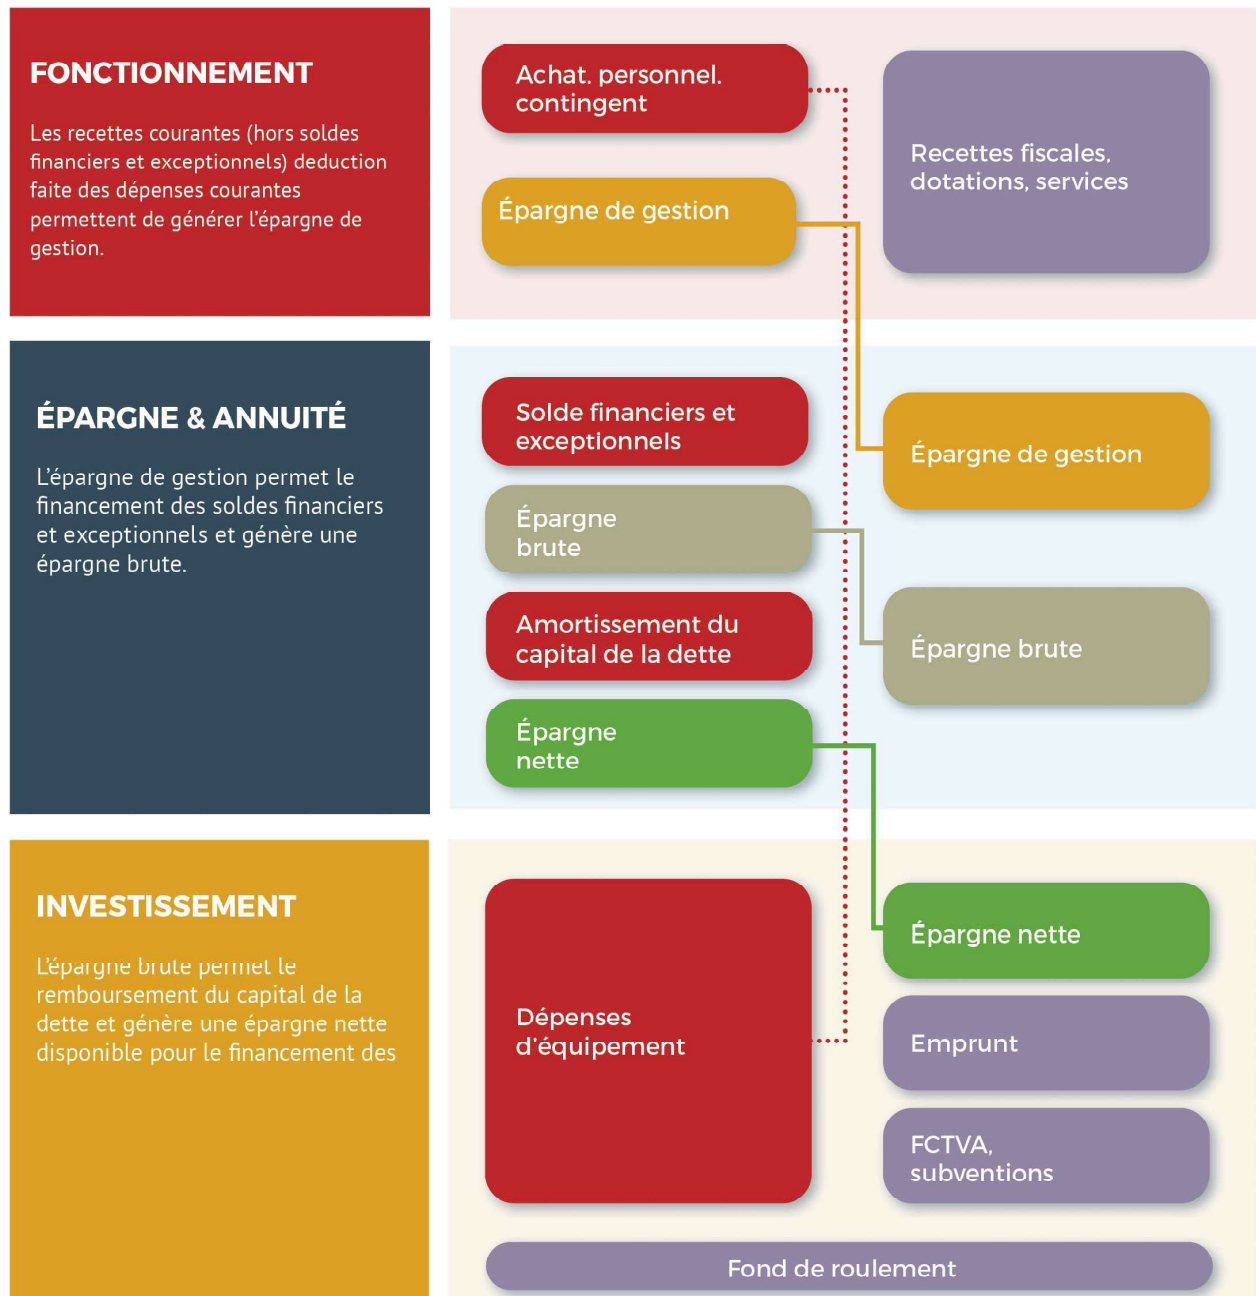 FONCTIONNEMENT
Les recettes courantes (hors soldes
financiers et exceptionnels) deduction
faite des dépenses courantes
permettent de générer l'épargne de
gestion.
Achat. personnel.
contingent
Épargne de gestion
Recettes fiscales,
dotations, services
ÉPARGNE & ANNUITÉ
L'épargne de gestion permet le
financement des soldes financiers
et exceptionnels et génère une
épargne brute.
Solde financiers et
exceptionnels
Épargne
brute
Amortissement du
capital de la dette
Épargne
nette
Épargne de gestion
Épargne brute
INVESTISSEMENT
L'épargne brute permet le
remboursement du capital de la
dette et génère une épargne nette
disponible pour le financement des
Dépenses
d'équipement
Épargne nette
Emprunt
FCTVA,
subventions
Fond de roulement